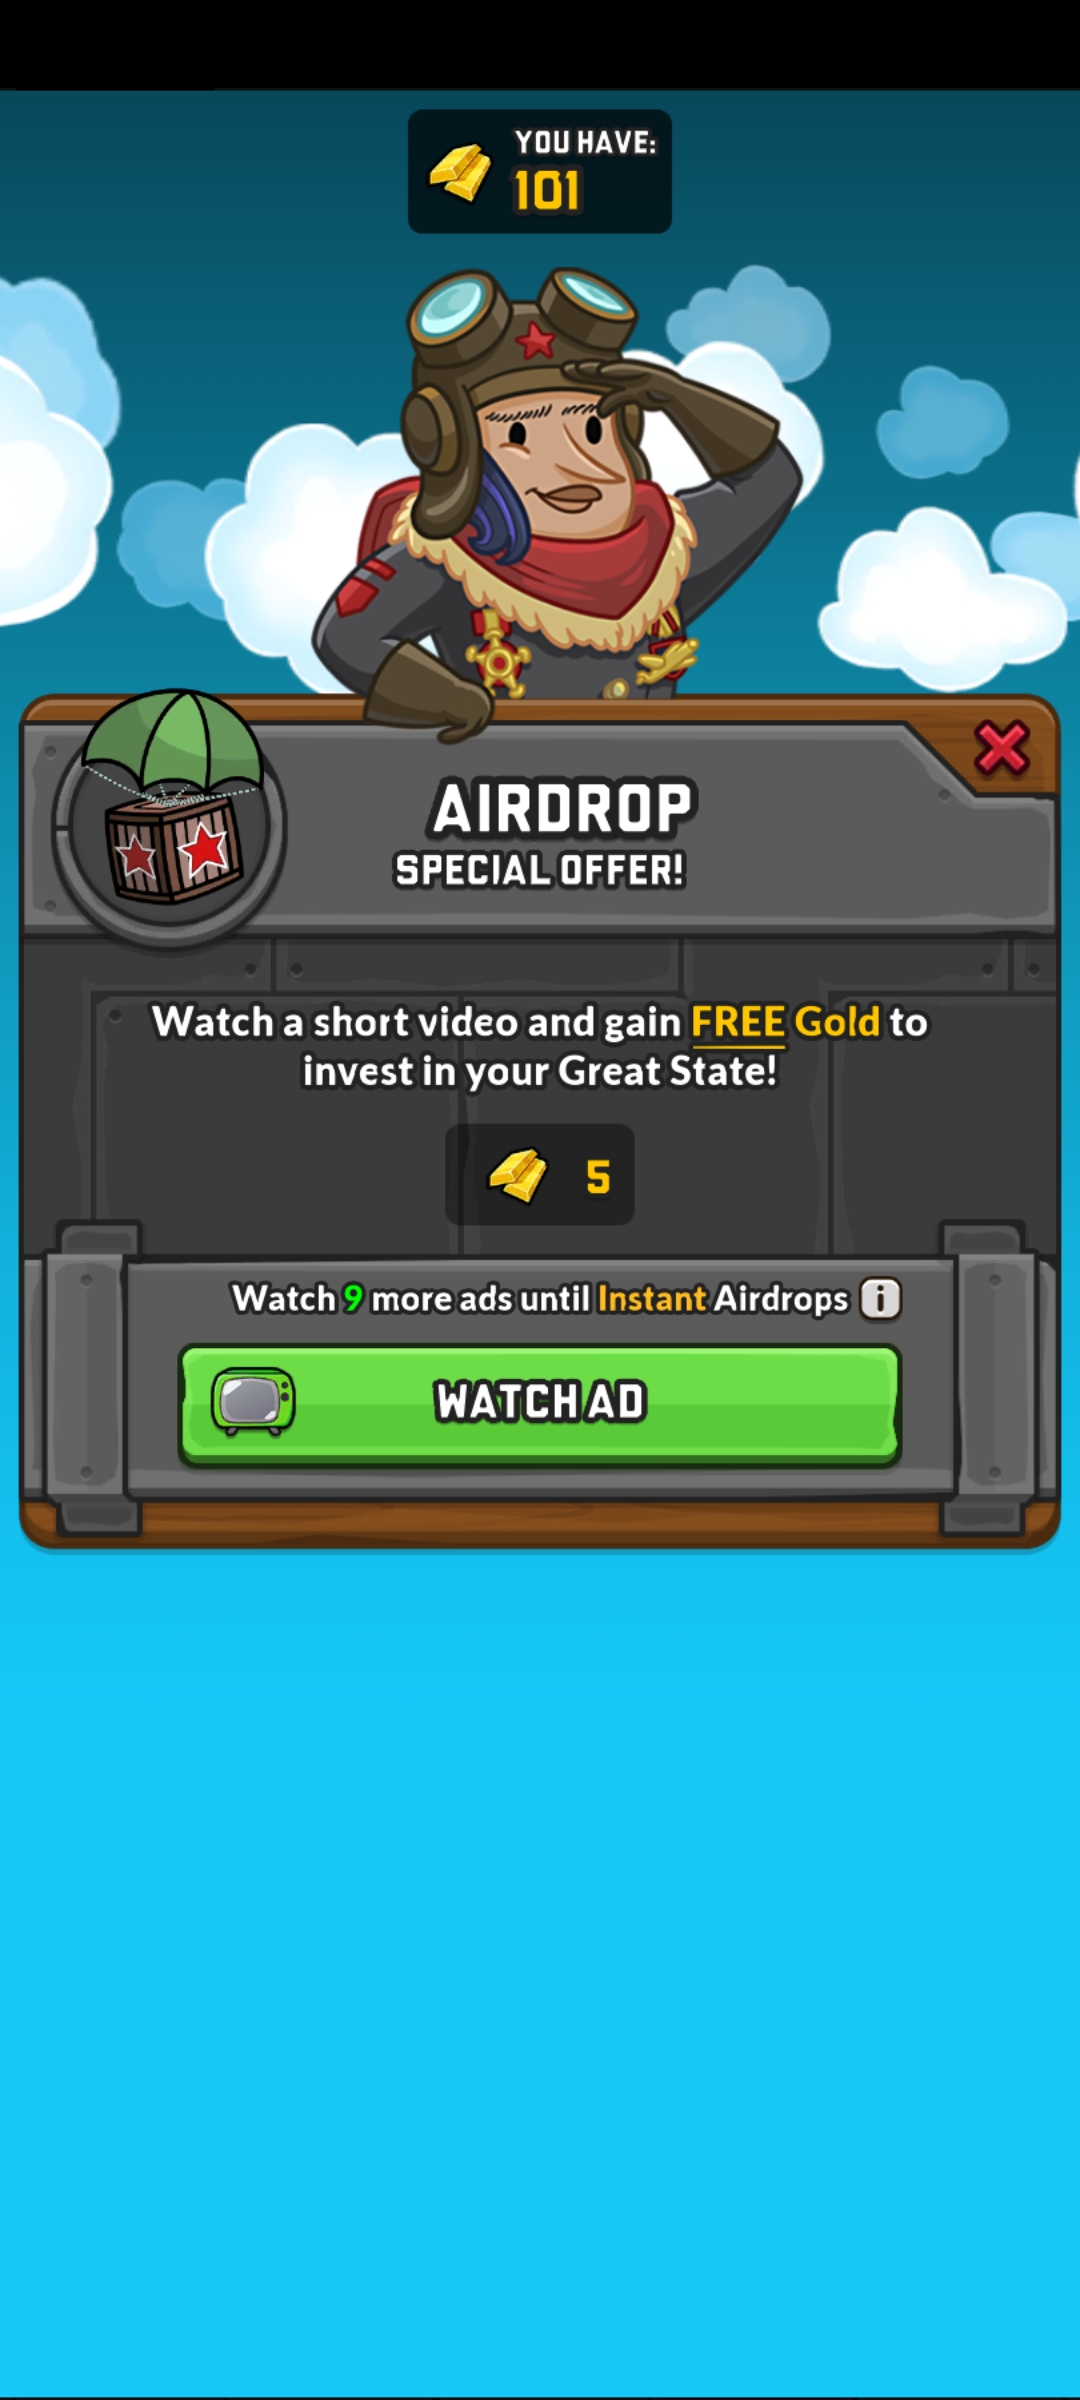 YOU HAVE:
101
AIRDROP
SPECIAL OFFER!
Watch a short video and gain FREE Gold to
invest in your Great State!
5
Watch 9 more ads until Instant Airdrops i
WATCH AD